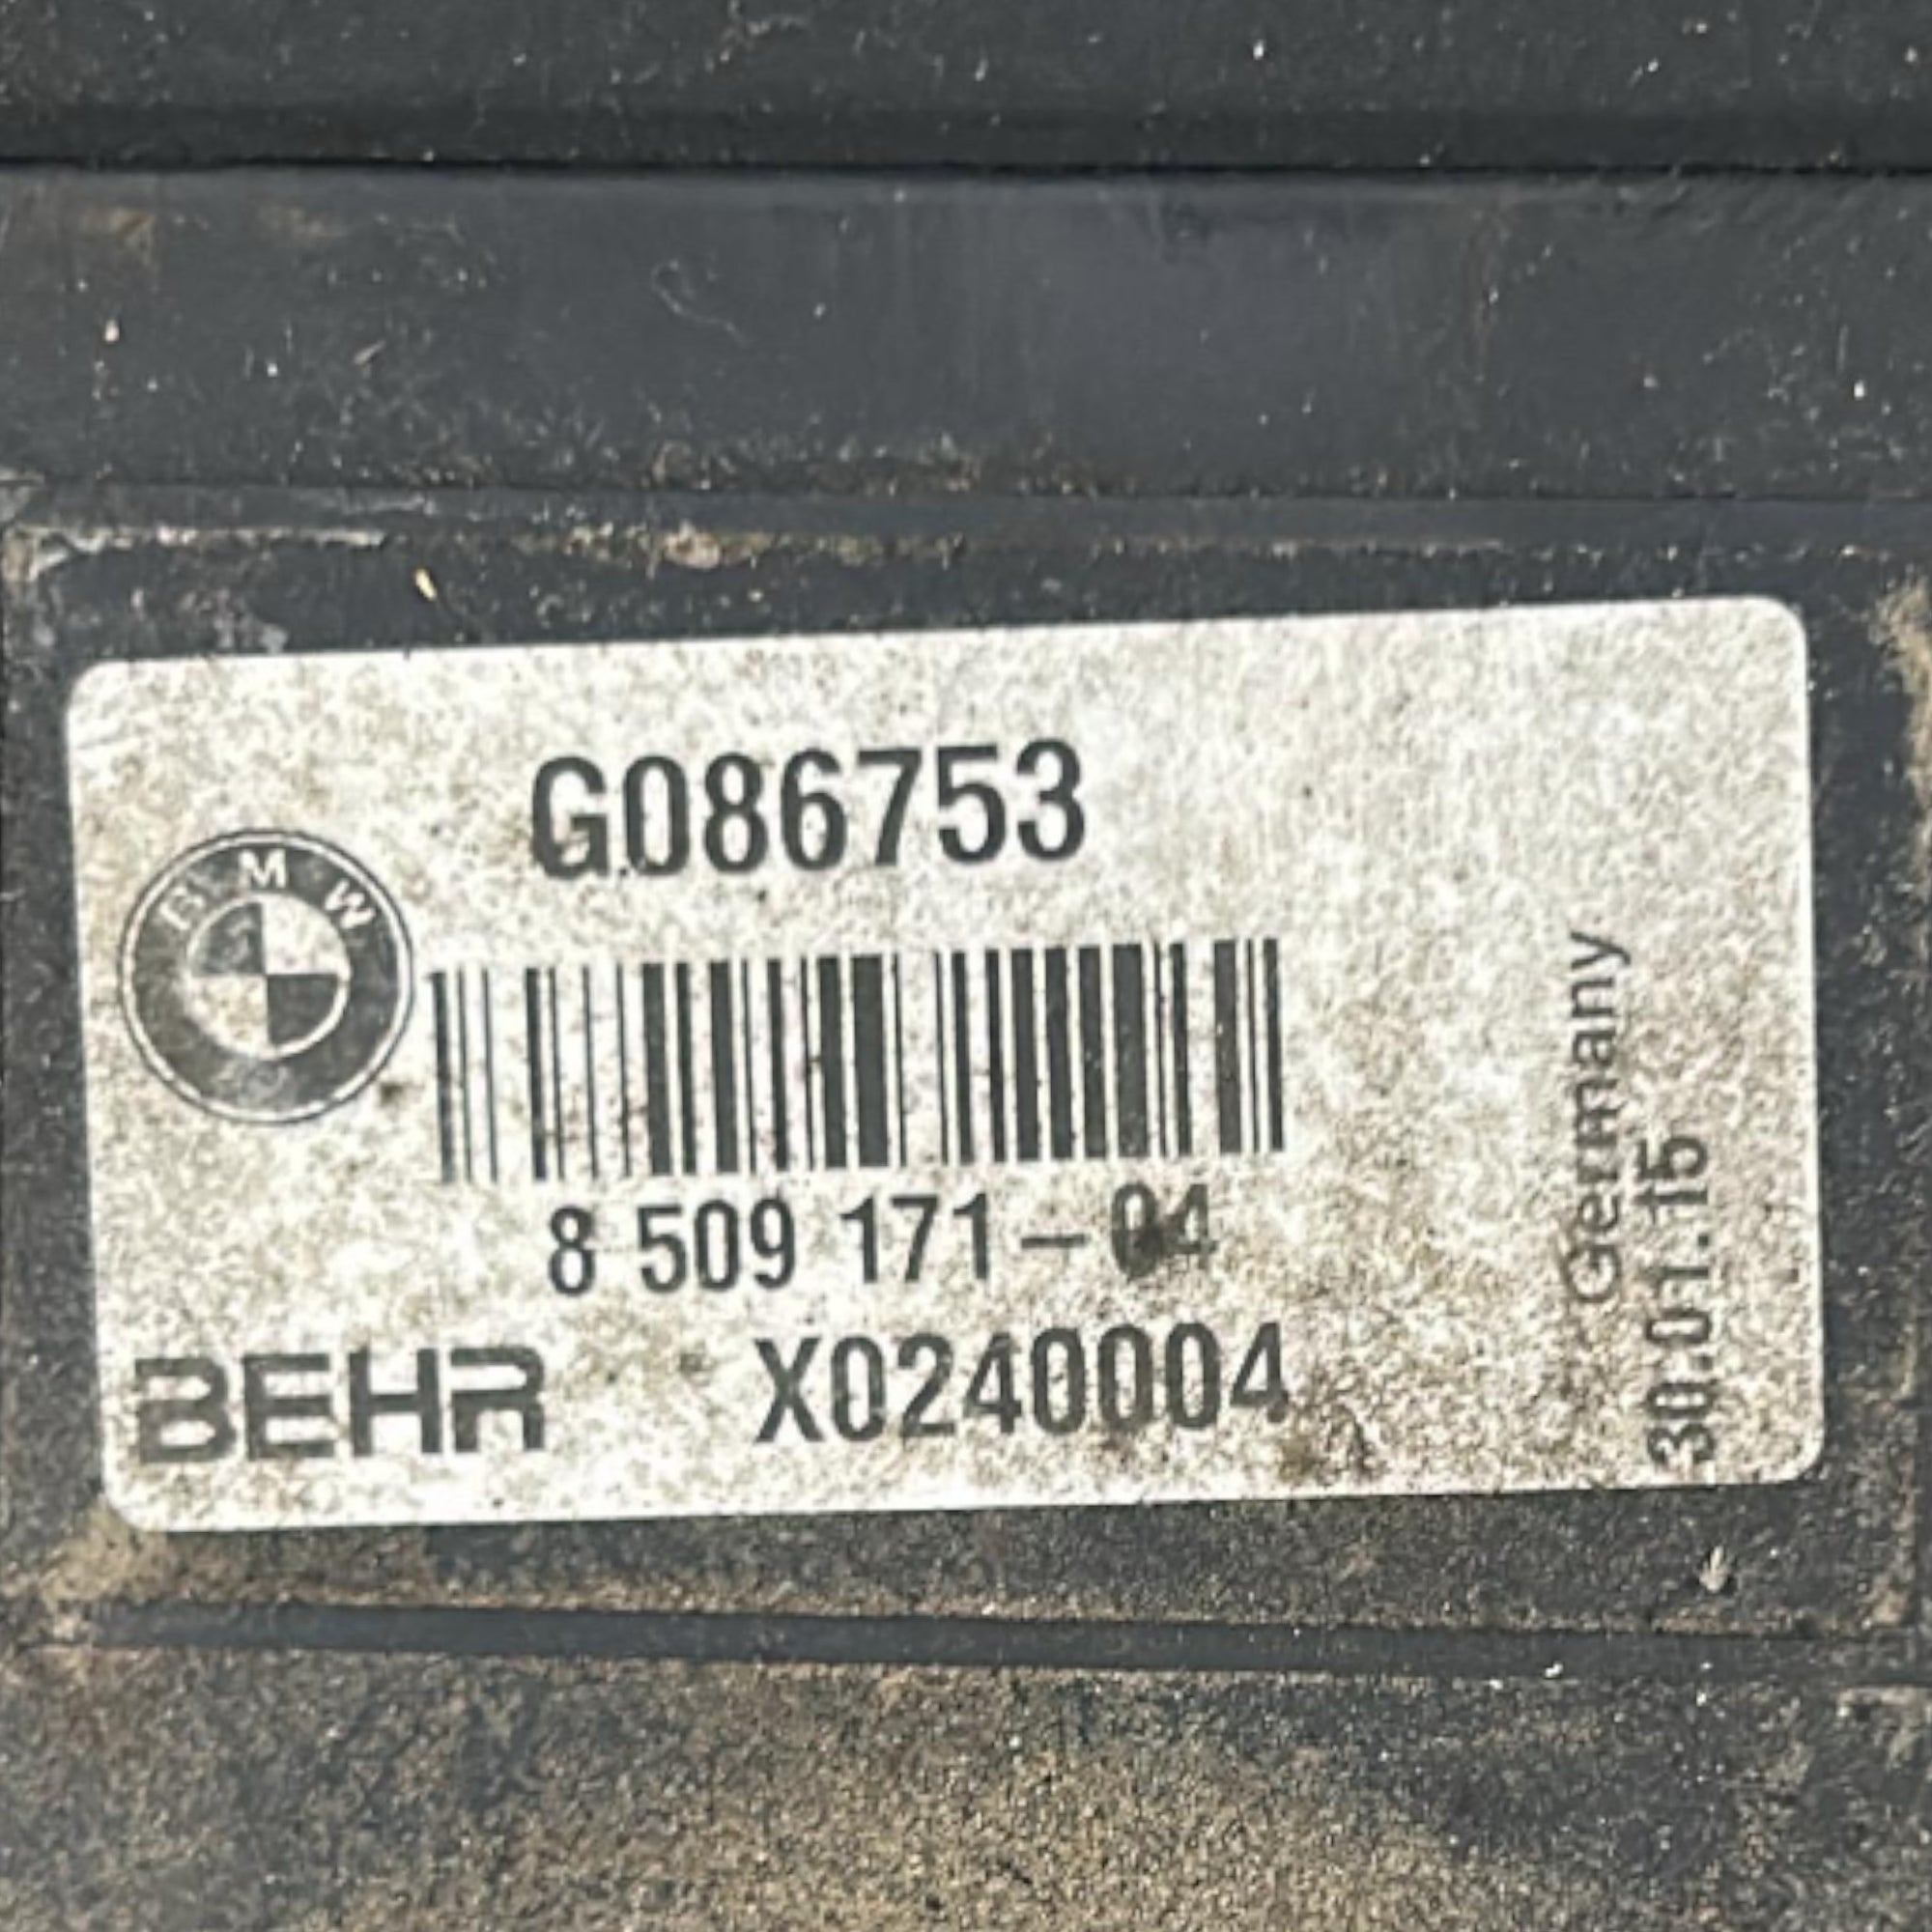 G086753
BMW
8 509 171-04
BEHR X0240004
Germany
30.01.15